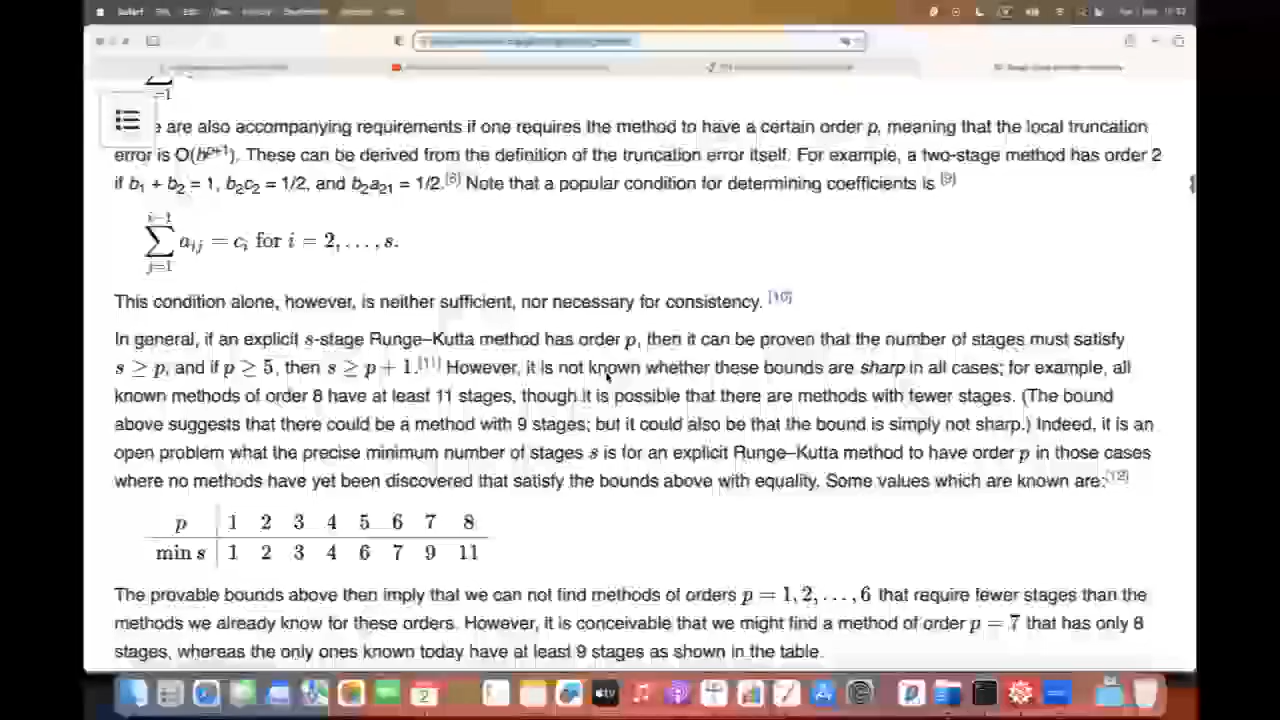 are also accompanying requirements if one requires the method to have a certain order p, meaning that the local truncation
error is O(hᵖ⁺¹). These can be derived from the definition of the truncation error itself. For example, a two-stage method has order 2
if b₁ + b₂ = 1, b₂c₂ = 1/2, and b₂a₂₁ = 1/2.[8] Note that a popular condition for determining coefficients is [9]
i−1
∑ aᵢⱼ = cᵢ for i = 2, . . . , s.
j=1
This condition alone, however, is neither sufficient, nor necessary for consistency. [10]
In general, if an explicit s-stage Runge–Kutta method has order p, then it can be proven that the number of stages must satisfy
s ≥ p, and if p ≥ 5, then s ≥ p + 1.[11] However, it is not known whether these bounds are sharp in all cases; for example, all
known methods of order 8 have at least 11 stages, though it is possible that there are methods with fewer stages. (The bound
above suggests that there could be a method with 9 stages; but it could also be that the bound is simply not sharp.) Indeed, it is an
open problem what the precise minimum number of stages s is for an explicit Runge–Kutta method to have order p in those cases
where no methods have yet been discovered that satisfy the bounds above with equality. Some values which are known are:[12]
p 1 2 3 4 5 6 7 8
min s 1 2 3 4 6 7 9 11
The provable bounds above then imply that we can not find methods of orders p = 1, 2, . . . , 6 that require fewer stages than the
methods we already know for these orders. However, it is conceivable that we might find a method of order p = 7 that has only 8
stages, whereas the only ones known today have at least 9 stages as shown in the table.
tv
2